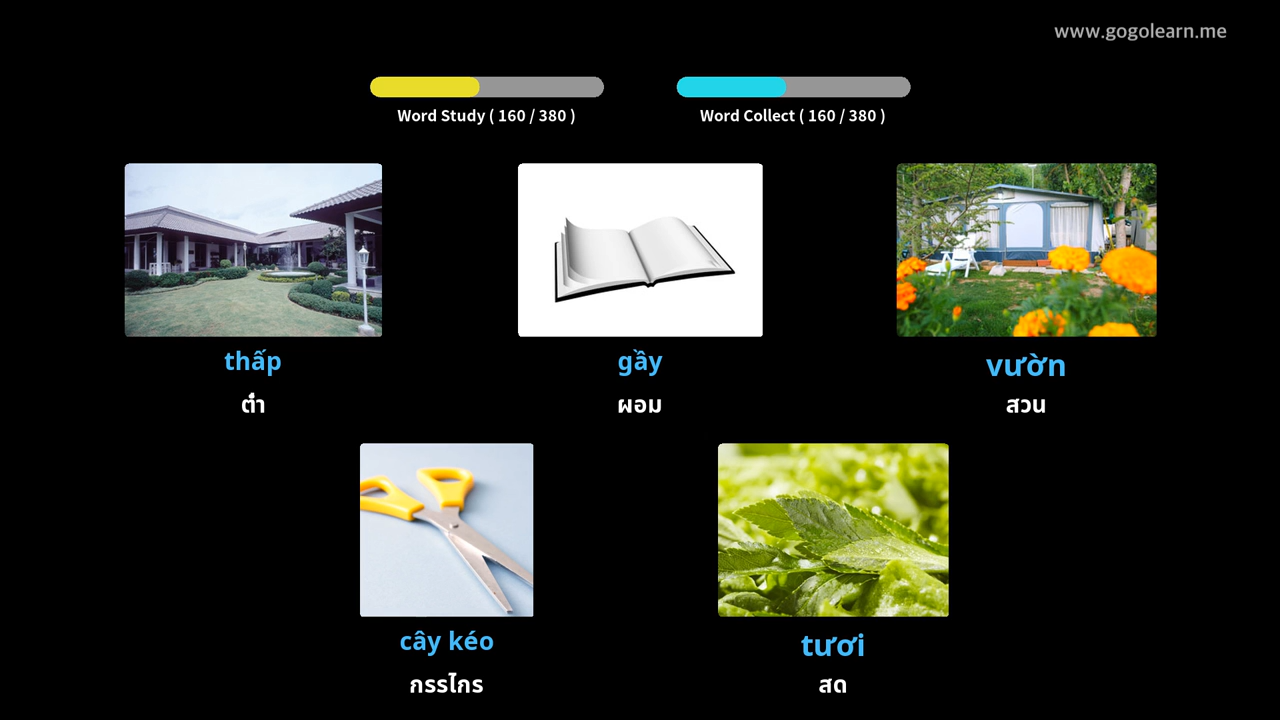 www.gogolearn.me
Word Study ( 160 / 380 )
Word Collect ( 160 / 380 )
thấp
ต่ำ
gầy
ผอม
vườn
สวน
cây kéo
กรรไกร
tươi
สด